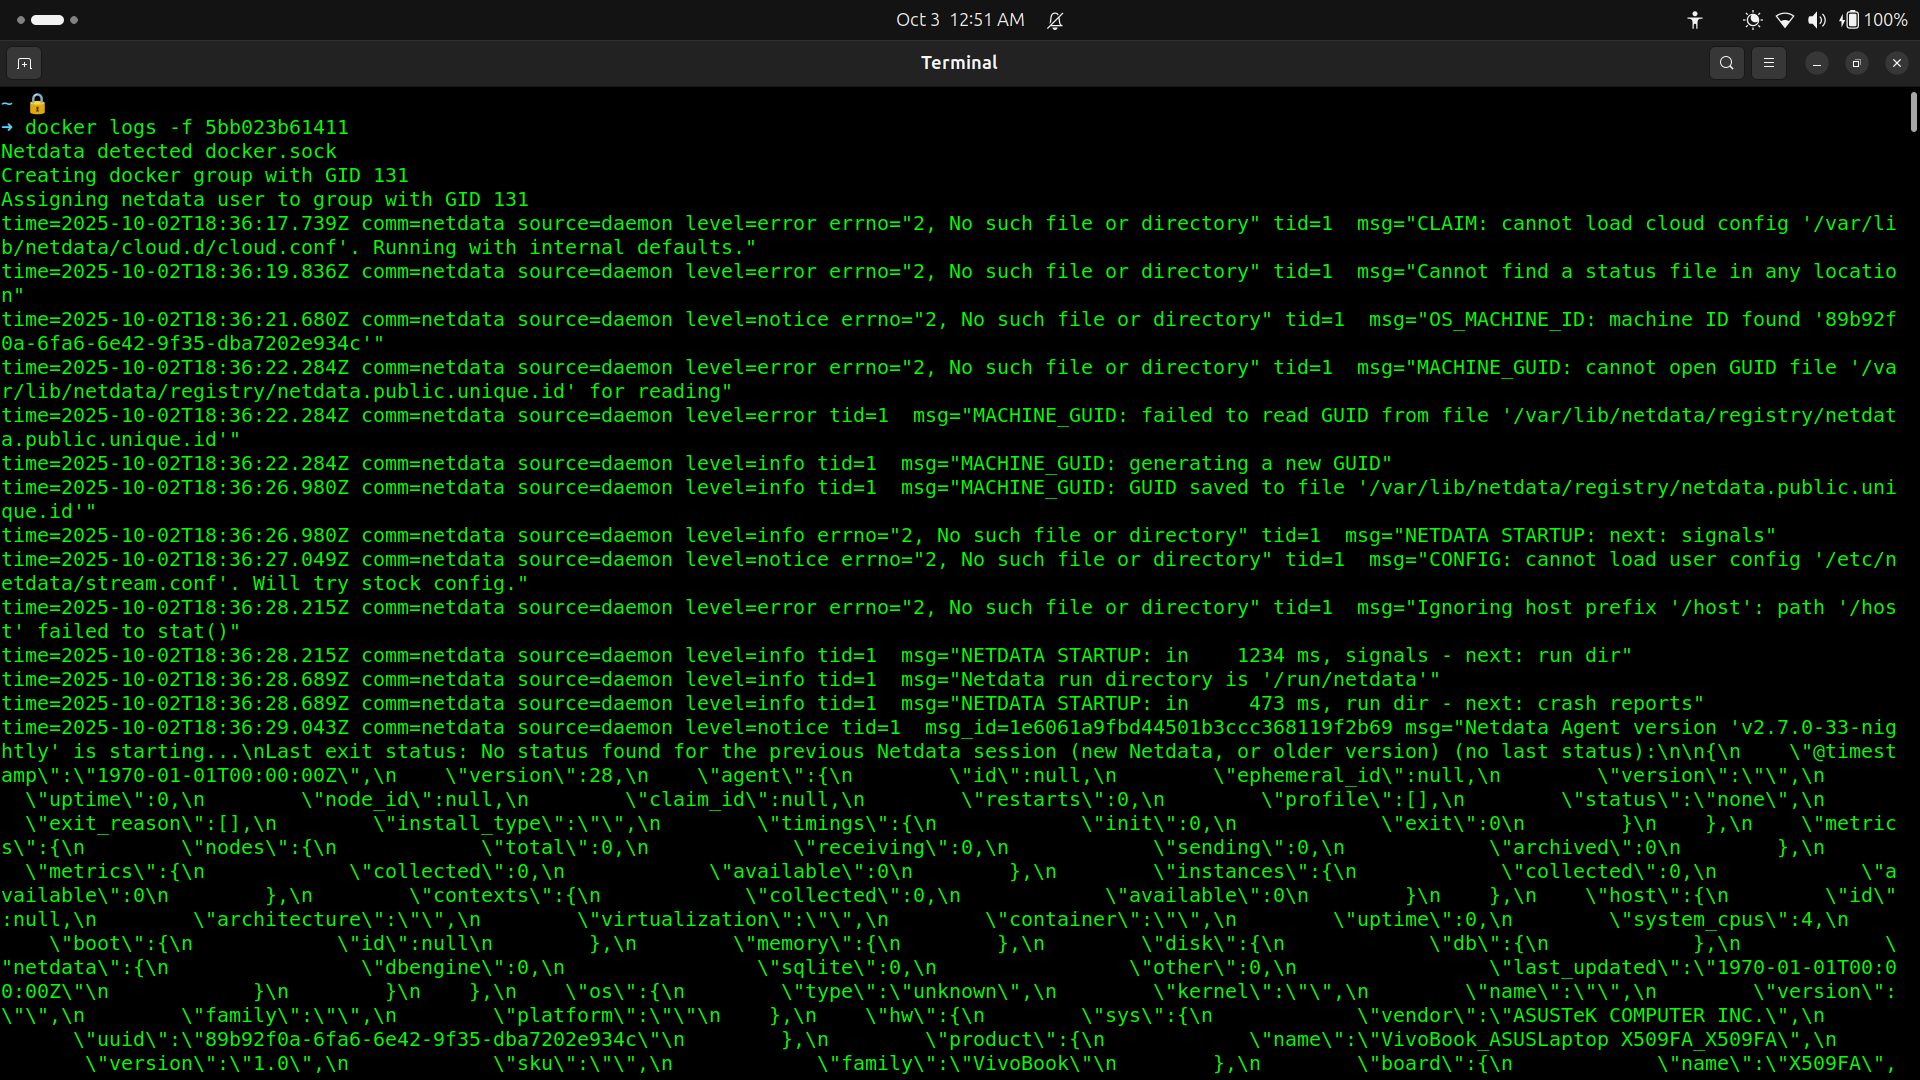 Oct 3  12:51 AM
100%
Terminal
~ 🔒
➜ docker logs -f 5bb023b61411
Netdata detected docker.sock
Creating docker group with GID 131
Assigning netdata user to group with GID 131
time=2025-10-02T18:36:17.739Z comm=netdata source=daemon level=error errno="2, No such file or directory" tid=1  msg="CLAIM: cannot load cloud config '/var/li
b/netdata/cloud.d/cloud.conf'. Running with internal defaults."
time=2025-10-02T18:36:19.836Z comm=netdata source=daemon level=error errno="2, No such file or directory" tid=1  msg="Cannot find a status file in any locatio
n"
time=2025-10-02T18:36:21.680Z comm=netdata source=daemon level=notice errno="2, No such file or directory" tid=1  msg="OS_MACHINE_ID: machine ID found '89b92f
0a-6fa6-6e42-9f35-dba7202e934c'"
time=2025-10-02T18:36:22.284Z comm=netdata source=daemon level=error errno="2, No such file or directory" tid=1  msg="MACHINE_GUID: cannot open GUID file '/va
r/lib/netdata/registry/netdata.public.unique.id' for reading"
time=2025-10-02T18:36:22.284Z comm=netdata source=daemon level=error tid=1  msg="MACHINE_GUID: failed to read GUID from file '/var/lib/netdata/registry/netdat
a.public.unique.id'"
time=2025-10-02T18:36:22.284Z comm=netdata source=daemon level=info tid=1  msg="MACHINE_GUID: generating a new GUID"
time=2025-10-02T18:36:26.980Z comm=netdata source=daemon level=info tid=1  msg="MACHINE_GUID: GUID saved to file '/var/lib/netdata/registry/netdata.public.uni
que.id'"
time=2025-10-02T18:36:26.980Z comm=netdata source=daemon level=info errno="2, No such file or directory" tid=1  msg="NETDATA STARTUP: next: signals"
time=2025-10-02T18:36:27.049Z comm=netdata source=daemon level=notice errno="2, No such file or directory" tid=1  msg="CONFIG: cannot load user config '/etc/n
etdata/stream.conf'. Will try stock config."
time=2025-10-02T18:36:28.215Z comm=netdata source=daemon level=error errno="2, No such file or directory" tid=1  msg="Ignoring host prefix '/host': path '/hos
t' failed to stat()"
time=2025-10-02T18:36:28.215Z comm=netdata source=daemon level=info tid=1  msg="NETDATA STARTUP: in    1234 ms, signals - next: run dir"
time=2025-10-02T18:36:28.689Z comm=netdata source=daemon level=info tid=1  msg="Netdata run directory is '/run/netdata'"
time=2025-10-02T18:36:28.689Z comm=netdata source=daemon level=info tid=1  msg="NETDATA STARTUP: in     473 ms, run dir - next: crash reports"
time=2025-10-02T18:36:29.043Z comm=netdata source=daemon level=notice tid=1  msg_id=1e6061a9fbd44501b3ccc368119f2b69 msg="Netdata Agent version 'v2.7.0-33-nig
htly' is starting...\nLast exit status: No status found for the previous Netdata session (new Netdata, or older version) (no last status):\n\n{\n    \"@timest
amp\":\"1970-01-01T00:00:00Z\",\n    \"version\":28,\n    \"agent\":{\n        \"id\":null,\n        \"ephemeral_id\":null,\n        \"version\":\"\",\n
  \"uptime\":0,\n        \"node_id\":null,\n        \"claim_id\":null,\n        \"restarts\":0,\n        \"profile\":[],\n        \"status\":\"none\",\n
  \"exit_reason\":[],\n        \"install_type\":\"\",\n        \"timings\":{\n            \"init\":0,\n            \"exit\":0\n        }\n    },\n    \"metric
s\":{\n        \"nodes\":{\n            \"total\":0,\n            \"receiving\":0,\n            \"sending\":0,\n            \"archived\":0\n        },\n
  \"metrics\":{\n            \"collected\":0,\n            \"available\":0\n        },\n        \"instances\":{\n            \"collected\":0,\n            \"a
vailable\":0\n        },\n        \"contexts\":{\n            \"collected\":0,\n            \"available\":0\n        }\n    },\n    \"host\":{\n        \"id\"
:null,\n        \"architecture\":\"\",\n        \"virtualization\":\"\",\n        \"container\":\"\",\n        \"uptime\":0,\n        \"system_cpus\":4,\n
    \"boot\":{\n            \"id\":null\n        },\n        \"memory\":{\n        },\n        \"disk\":{\n            \"db\":{\n            },\n            \
"netdata\":{\n                \"dbengine\":0,\n                \"sqlite\":0,\n                \"other\":0,\n                \"last_updated\":\"1970-01-01T00:0
0:00Z\"\n            }\n        }\n    },\n    \"os\":{\n        \"type\":\"unknown\",\n        \"kernel\":\"\",\n        \"name\":\"\",\n        \"version\":
\"\",\n        \"family\":\"\",\n        \"platform\":\"\"\n    },\n    \"hw\":{\n        \"sys\":{\n            \"vendor\":\"ASUSTeK COMPUTER INC.\",\n
      \"uuid\":\"89b92f0a-6fa6-6e42-9f35-dba7202e934c\"\n        },\n        \"product\":{\n            \"name\":\"VivoBook_ASUSLaptop X509FA_X509FA\",\n
       \"version\":\"1.0\",\n            \"sku\":\"\",\n            \"family\":\"VivoBook\"\n        },\n        \"board\":{\n            \"name\":\"X509FA\",